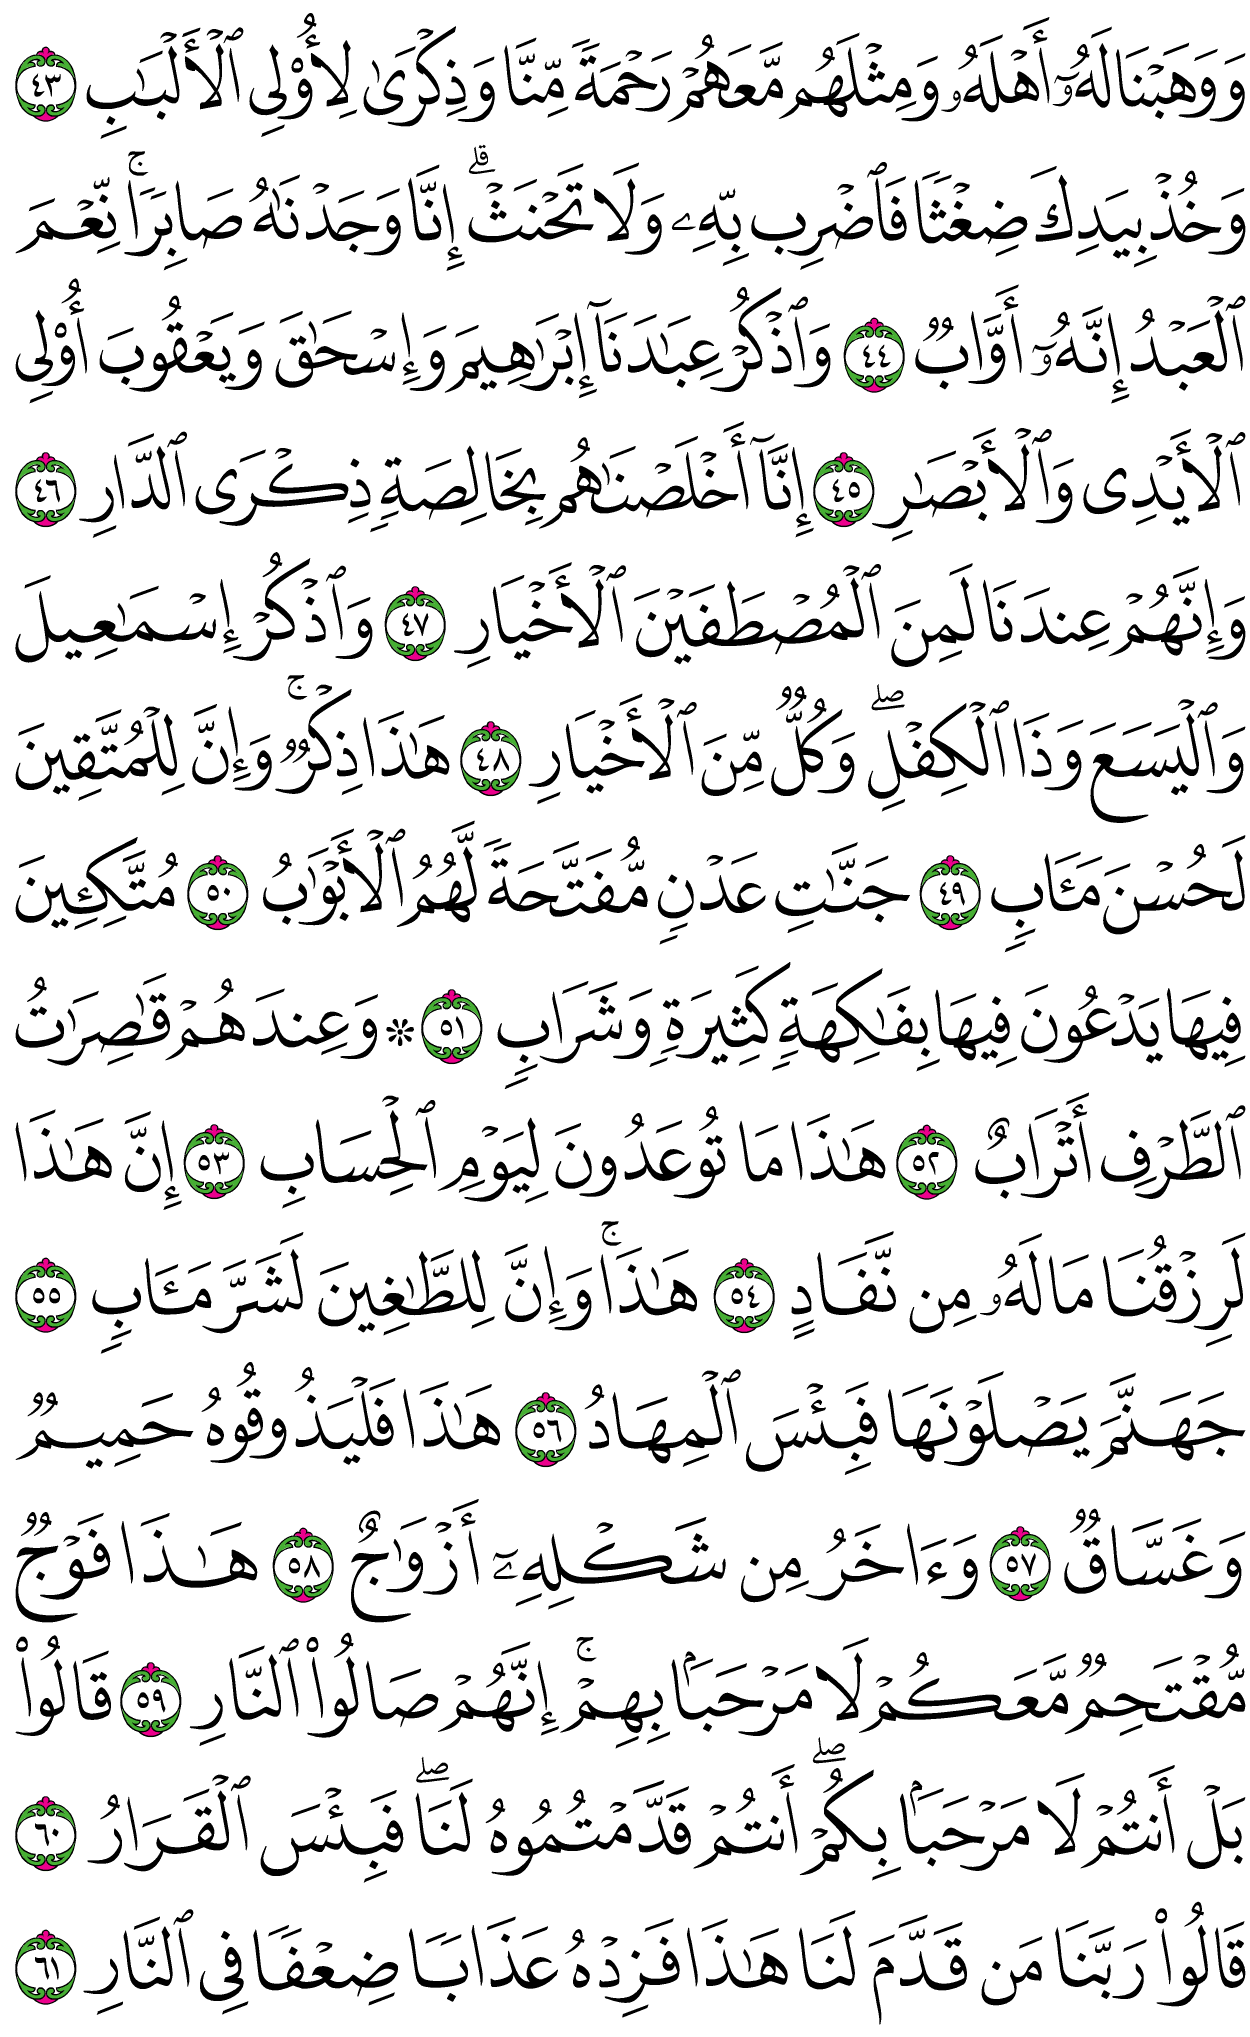 وَوَهَبۡنَا لَهُۥٓ أَهۡلَهُۥ وَمِثۡلَهُم مَّعَهُمۡ رَحۡمَةٗ مِّنَّا وَذِكۡرَىٰ لِأُوْلِي ٱلۡأَلۡبَٰبِ ٤٣
وَخُذۡ بِيَدِكَ ضِغۡثٗا فَٱضۡرِب بِّهِۦ وَلَا تَحۡنَثۡۗ إِنَّا وَجَدۡنَٰهُ صَابِرٗاۚ نِّعۡمَ
ٱلۡعَبۡدُ إِنَّهُۥٓ أَوَّابٞ ٤٤ وَٱذۡكُرۡ عِبَٰدَنَآ إِبۡرَٰهِيمَ وَإِسۡحَٰقَ وَيَعۡقُوبَ أُوْلِي
ٱلۡأَيۡدِي وَٱلۡأَبۡصَٰرِ ٤٥ إِنَّآ أَخۡلَصۡنَٰهُم بِخَالِصَةٖ ذِكۡرَى ٱلدَّارِ ٤٦
وَإِنَّهُمۡ عِندَنَا لَمِنَ ٱلۡمُصۡطَفَيۡنَ ٱلۡأَخۡيَارِ ٤٧ وَٱذۡكُرۡ إِسۡمَٰعِيلَ
وَٱلۡيَسَعَ وَذَا ٱلۡكِفۡلِۖ وَكُلّٞ مِّنَ ٱلۡأَخۡيَارِ ٤٨ هَٰذَا ذِكۡرٞۚ وَإِنَّ لِلۡمُتَّقِينَ
لَحُسۡنَ مَـَٔابٖ ٤٩ جَنَّٰتِ عَدۡنٖ مُّفَتَّحَةٗ لَّهُمُ ٱلۡأَبۡوَٰبُ ٥٠ مُتَّكِـِٔينَ
فِيهَا يَدۡعُونَ فِيهَا بِفَٰكِهَةٖ كَثِيرَةٖ وَشَرَابٖ ٥١ ۞ وَعِندَهُمۡ قَٰصِرَٰتُ
ٱلطَّرۡفِ أَتۡرَابٌ ٥٢ هَٰذَا مَا تُوعَدُونَ لِيَوۡمِ ٱلۡحِسَابِ ٥٣ إِنَّ هَٰذَا
لَرِزۡقُنَا مَا لَهُۥ مِن نَّفَادٍ ٥٤ هَٰذَاۚ وَإِنَّ لِلطَّٰغِينَ لَشَرَّ مَـَٔابٖ ٥٥
جَهَنَّمَ يَصۡلَوۡنَهَا فَبِئۡسَ ٱلۡمِهَادُ ٥٦ هَٰذَا فَلۡيَذُوقُوهُ حَمِيمٞ
وَغَسَّاقٞ ٥٧ وَءَاخَرُ مِن شَكۡلِهِۦٓ أَزۡوَٰجٌ ٥٨ هَٰذَا فَوۡجٞ
مُّقۡتَحِمٞ مَّعَكُمۡ لَا مَرۡحَبَۢا بِهِمۡۚ إِنَّهُمۡ صَالُواْ ٱلنَّارِ ٥٩ قَالُواْ
بَلۡ أَنتُمۡ لَا مَرۡحَبَۢا بِكُمۡۖ أَنتُمۡ قَدَّمۡتُمُوهُ لَنَاۖ فَبِئۡسَ ٱلۡقَرَارُ ٦٠
قَالُواْ رَبَّنَا مَن قَدَّمَ لَنَا هَٰذَا فَزِدۡهُ عَذَابٗا ضِعۡفٗا فِي ٱلنَّارِ ٦١